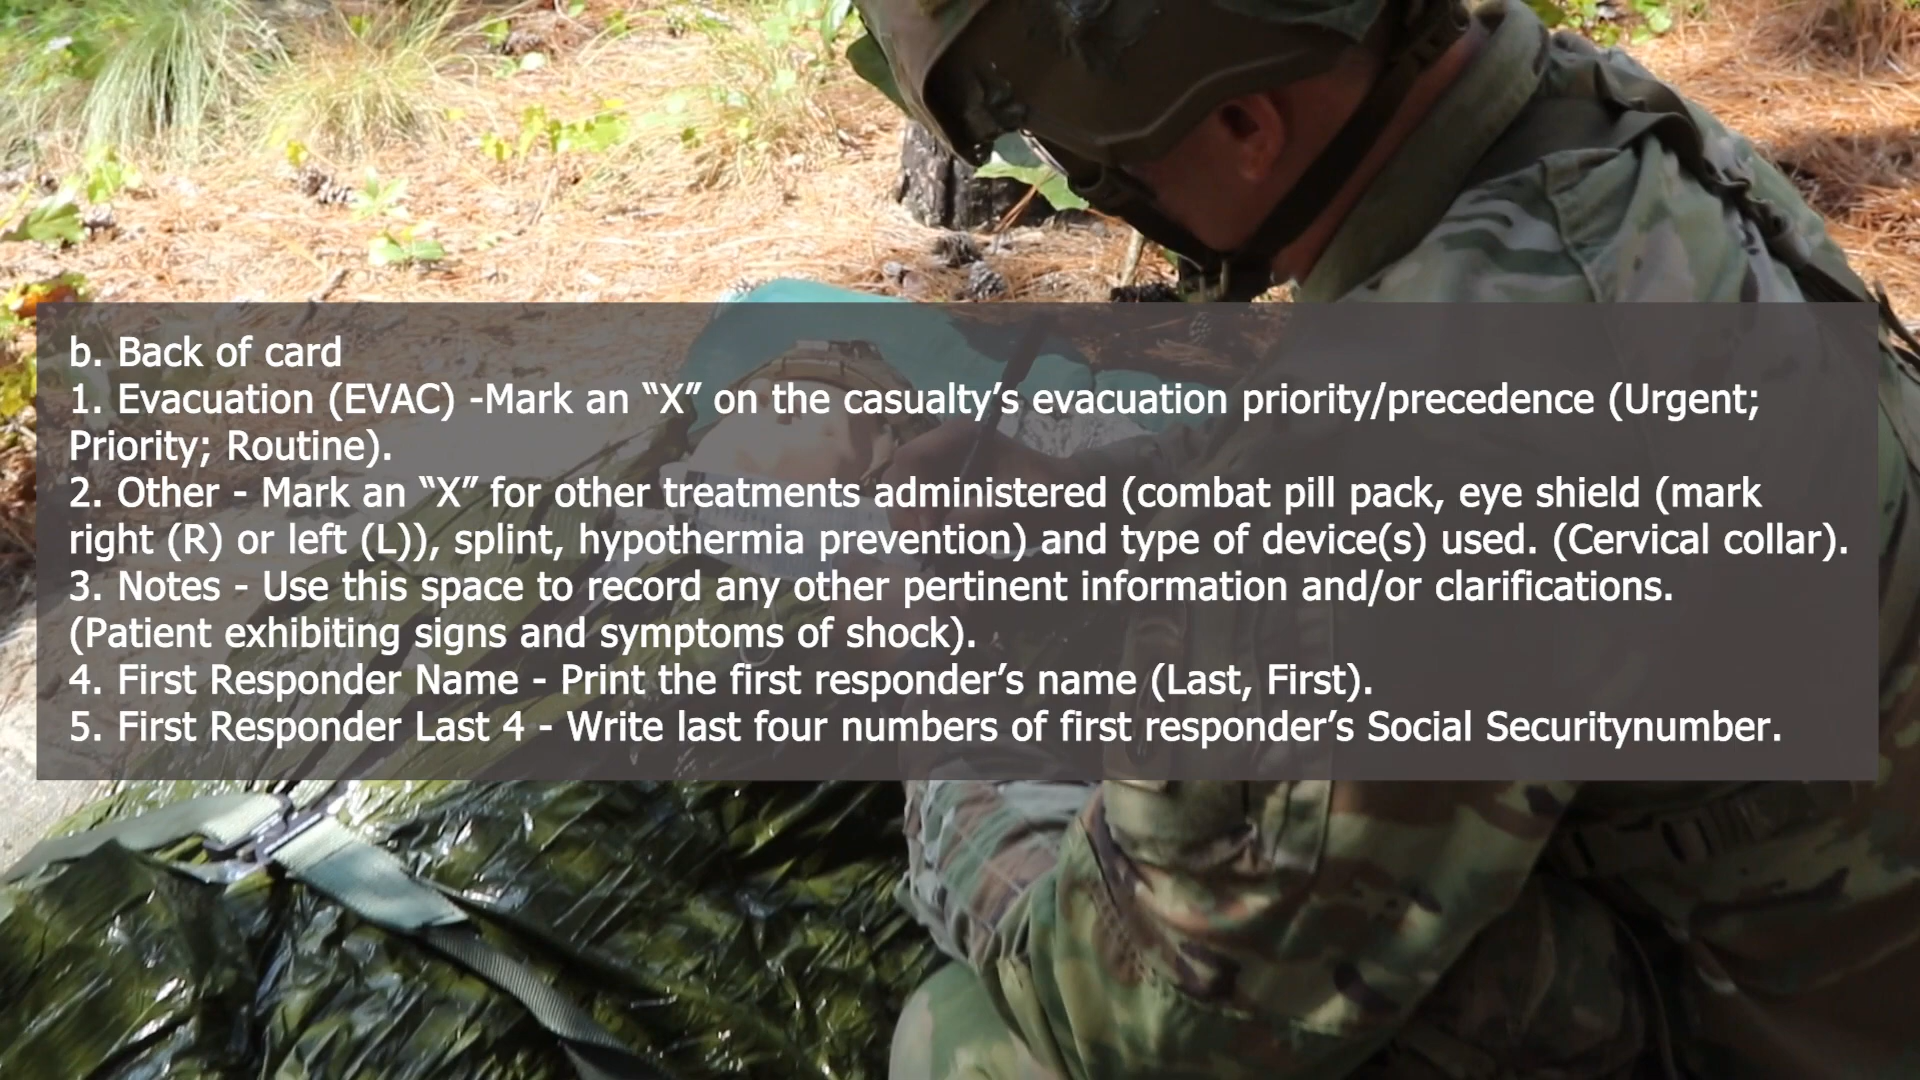 b. Back of card
1. Evacuation (EVAC) -Mark an “X” on the casualty’s evacuation priority/precedence (Urgent;
Priority; Routine).
2. Other - Mark an “X” for other treatments administered (combat pill pack, eye shield (mark
right (R) or left (L)), splint, hypothermia prevention) and type of device(s) used. (Cervical collar).
3. Notes - Use this space to record any other pertinent information and/or clarifications.
(Patient exhibiting signs and symptoms of shock).
4. First Responder Name - Print the first responder’s name (Last, First).
5. First Responder Last 4 - Write last four numbers of first responder’s Social Securitynumber.